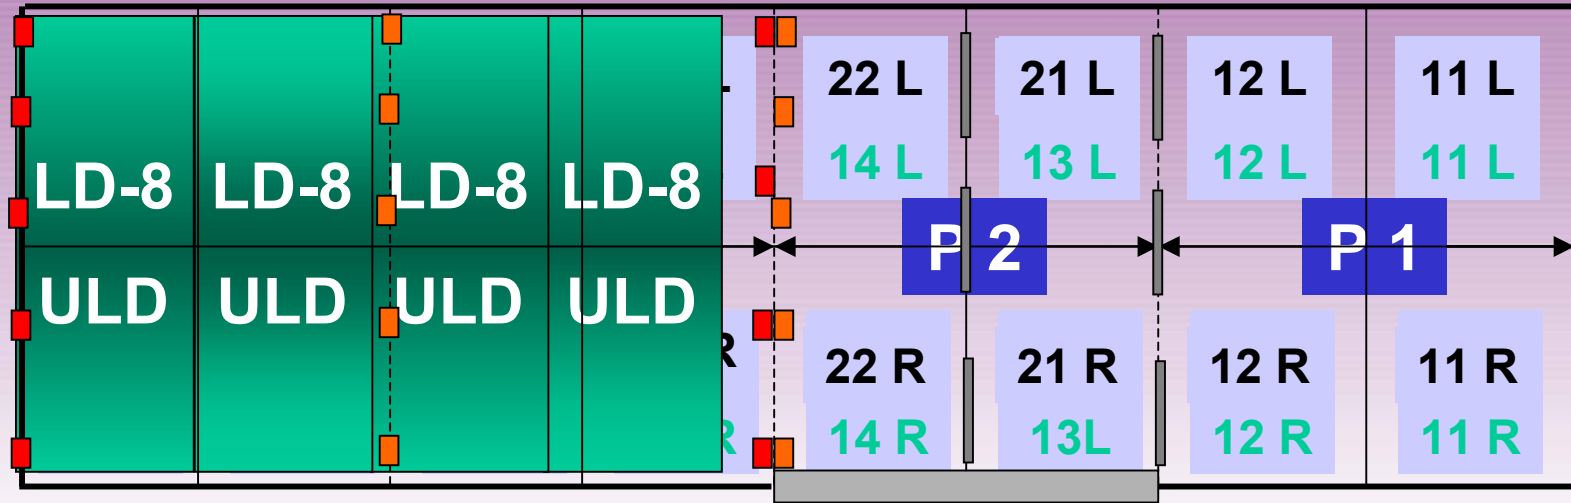 22 L 21 L 12 L 11 L
14 L 13 L 12 L 11 L
LD-8 LD-8 LD-8 LD-8
P 2 P 1
ULD ULD ULD ULD
R 22 R 21 R 12 R 11 R
R 14 R 13L 12 R 11 R